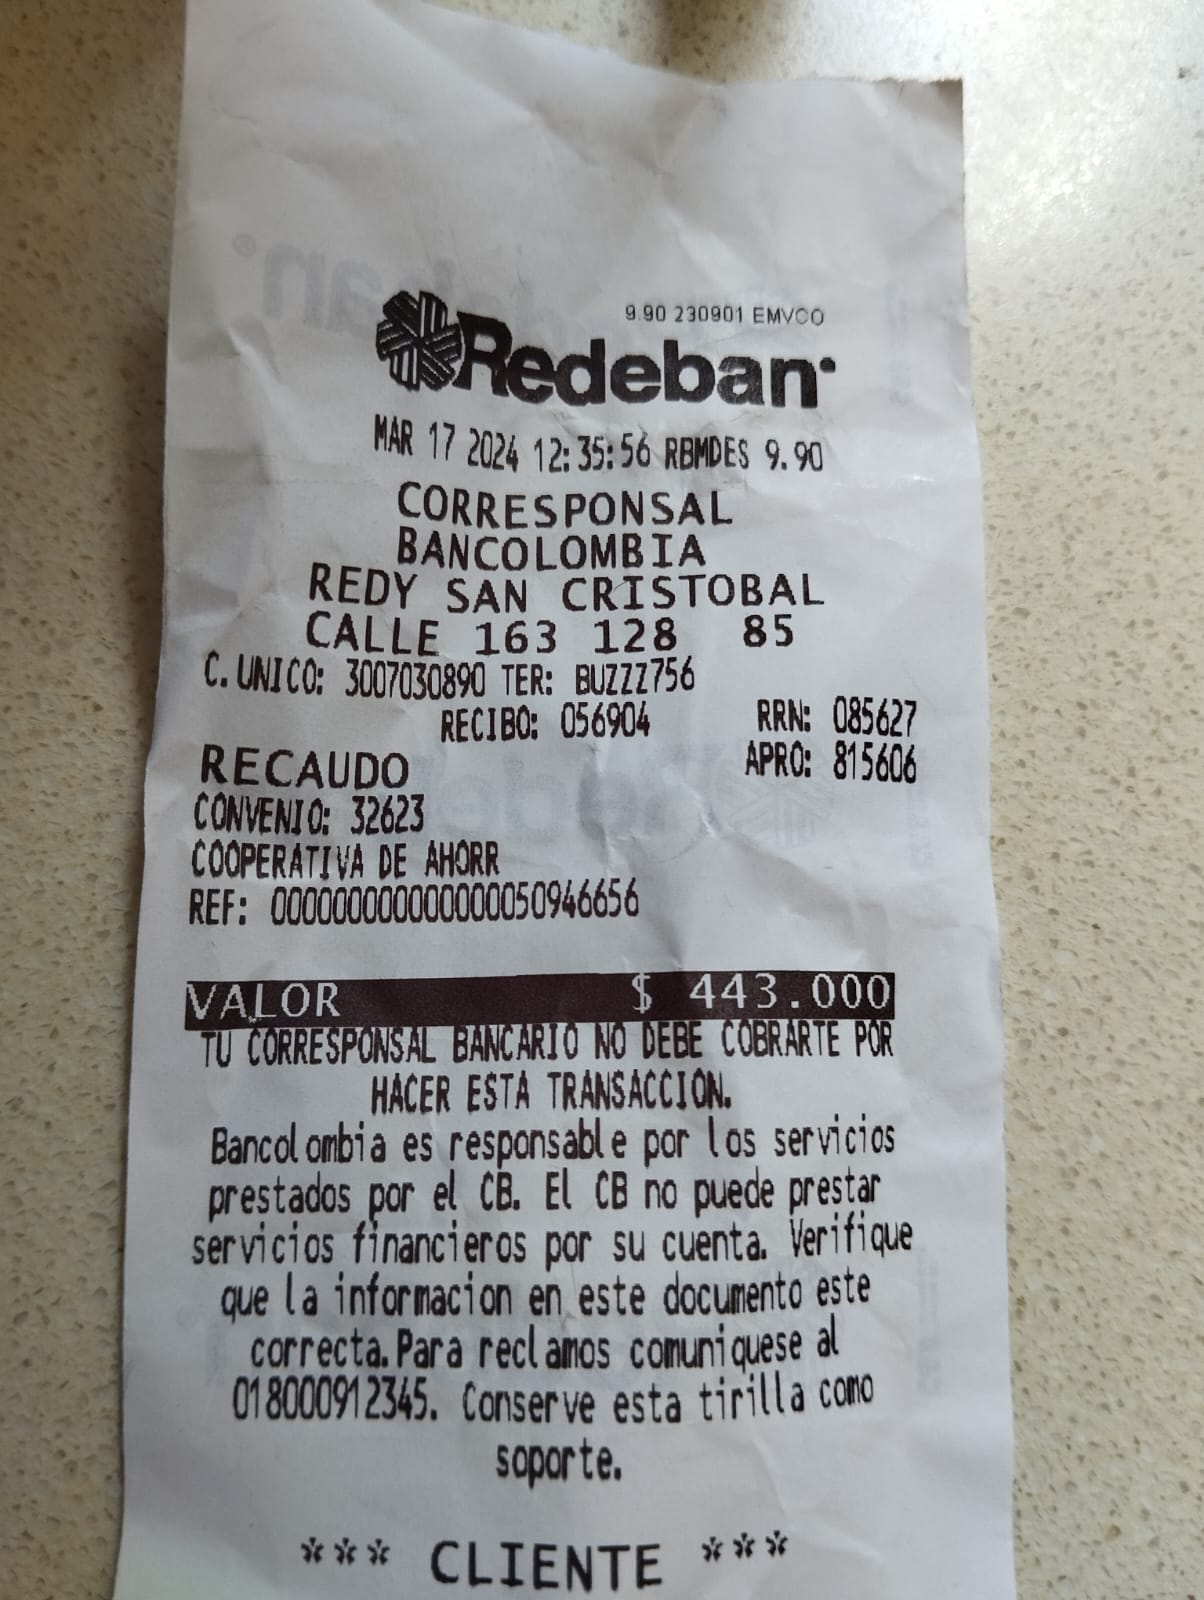 9.90 230901 EMVCO
Redeban
MAR 17 2024 12:35:56 RBMDES 9.90
CORRESPONSAL
BANCOLOMBIA
REDY SAN CRISTOBAL
CALLE 163 128 85
C. UNICO: 3007030890 TER: BUZZZ756
RECIBO: 056904 RRN: 085627
RECAUDO APRO: 815606
CONVENIO: 32623
COOPERATIVA DE AHORR
REF: 000000000000000050946656
VALOR $ 443.000
TU CORRESPONSAL BANCARIO NO DEBE COBRARTE POR
HACER ESTA TRANSACCION.
Bancolombia es responsable por los servicios
prestados por el CB. El CB no puede prestar
servicios financieros por su cuenta. Verifique
que la informacion en este documento este
correcta.Para reclamos comuniquese al
018000912345. Conserve esta tirilla como
soporte.
*** CLIENTE ***